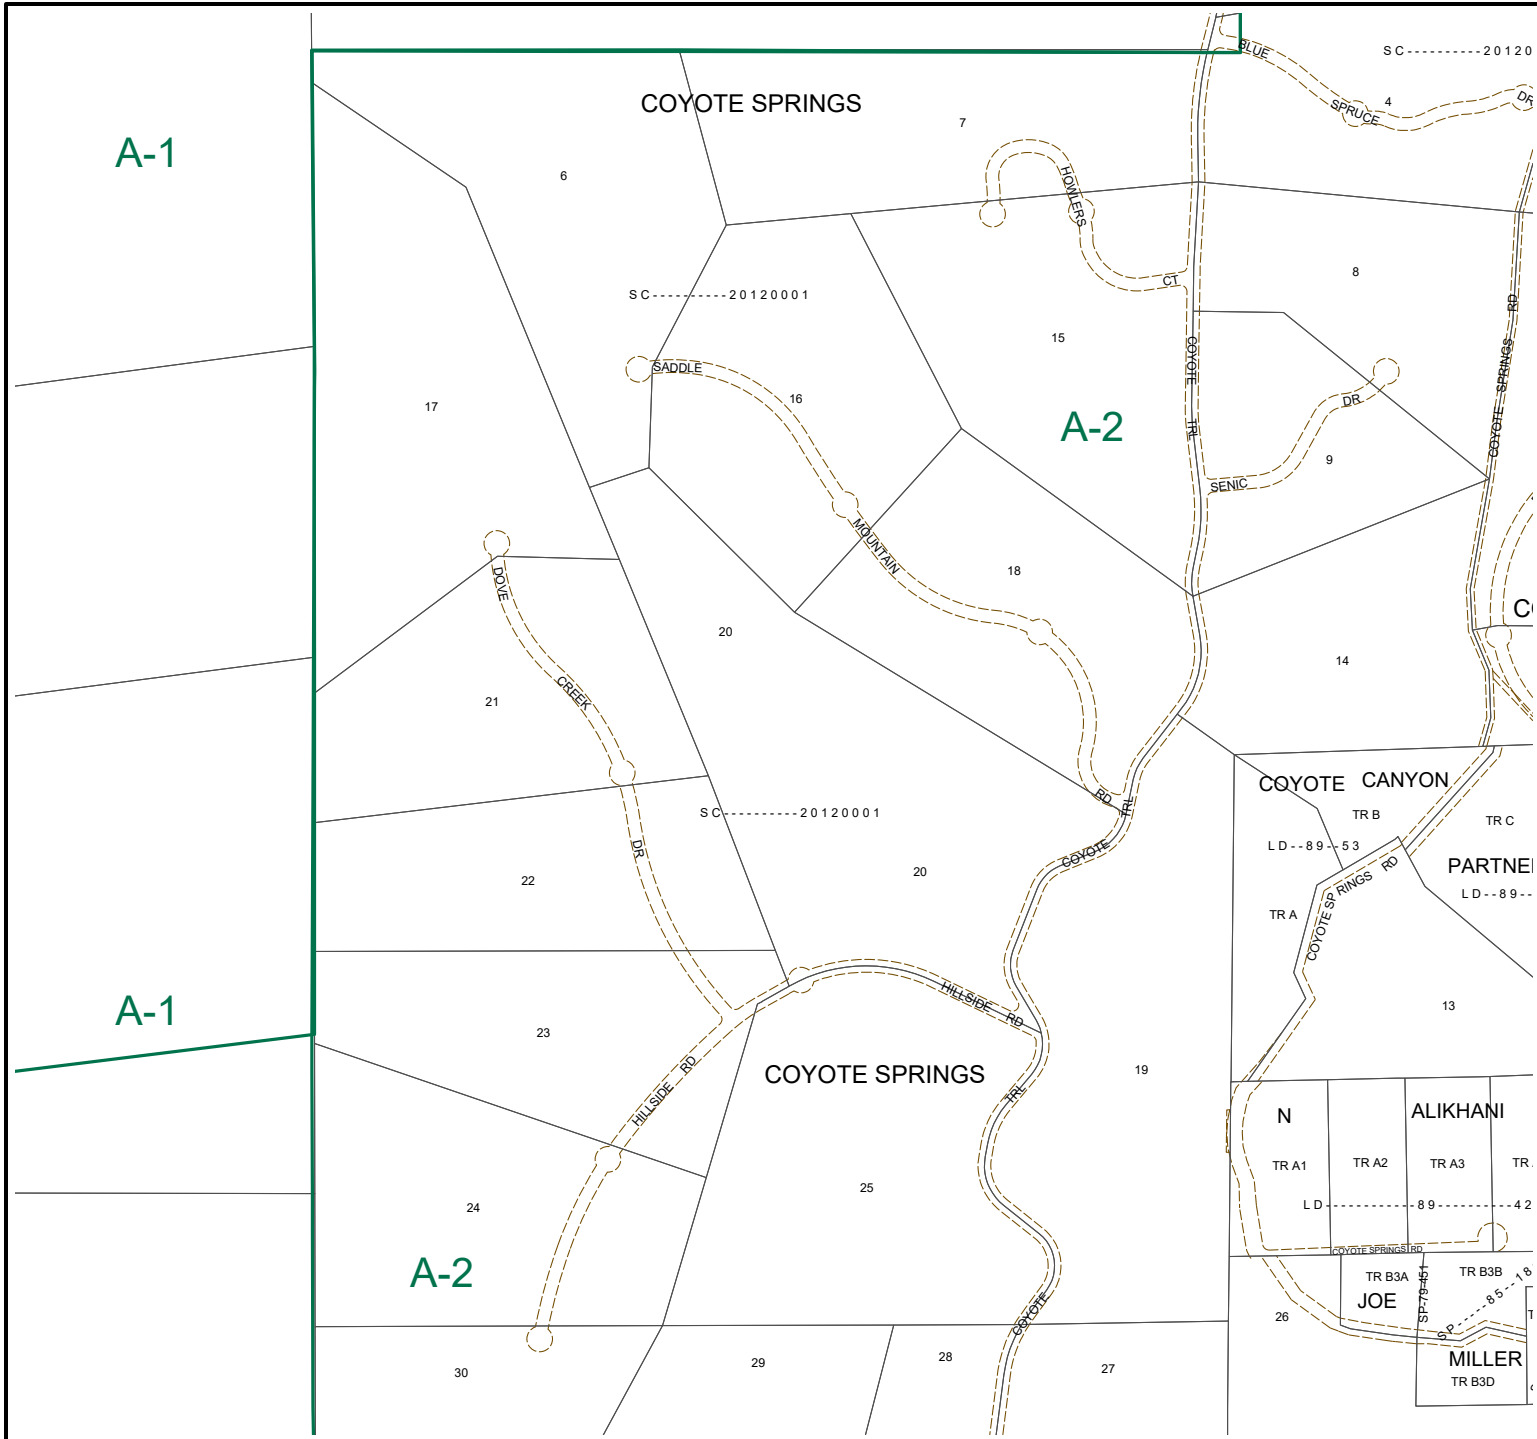 BLUE
SC----------20120
4
DR
SPRUCE
COYOTE SPRINGS
7
A-1
6
HOWLERS
CT
8
SC----------20120001
RD
15
COYOTE
SPRINGS
COYOTE
TRL
SADDLE
16
17
DR
A-2
9
SENIC
MOUNTAIN
18
DOVE
CO
20
14
21
CREEK
COYOTE CANYON
RD
TRL
TR B
TR C
SC----------20120001
DR
COYOTE
LD--89--53
PARTNE
20
22
RINGS RD
COYOTE SP
LD--89--
TR A
HILLSIDE RD
13
A-1
23
HILLSIDE RD
COYOTE SPRINGS
19
TRL
N
ALIKHANI
TR A1
TR A2
TR A3
TR
25
24
LD----------89---------42
COYOTE SPRINGS RD
A-2
TR B3A
SP-79-451
TR B3B
JOE
SP------85--18
COYOTE
26
MILLER
30
29
28
27
TR B3D